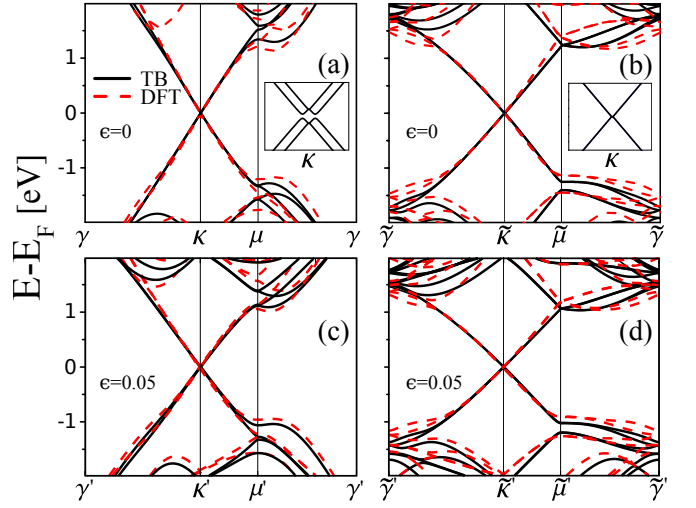 E-E_F [eV]
1
0
-1
(a)
TB
DFT
ϵ=0
κ
γ κ μ γ
(b)
ϵ=0
κ
γ̃ κ̃ μ̃ γ̃
1
0
-1
(c)
ϵ=0.05
γ' κ' μ' γ'
(d)
ϵ=0.05
γ̃' κ̃' μ̃' γ̃'